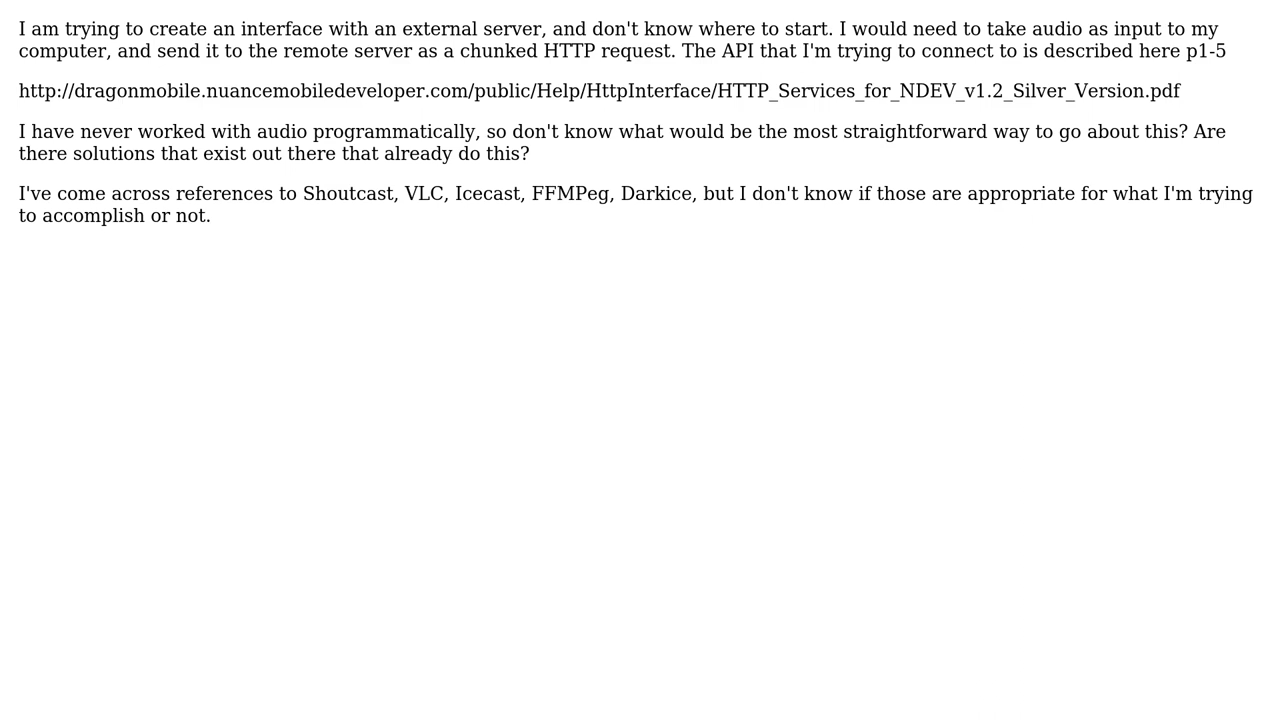 I am trying to create an interface with an external server, and don't know where to start. I would need to take audio as input to my
computer, and send it to the remote server as a chunked HTTP request. The API that I'm trying to connect to is described here p1-5
http://dragonmobile.nuancemobiledeveloper.com/public/Help/HttpInterface/HTTP_Services_for_NDEV_v1.2_Silver_Version.pdf
I have never worked with audio programmatically, so don't know what would be the most straightforward way to go about this? Are
there solutions that exist out there that already do this?
I've come across references to Shoutcast, VLC, Icecast, FFMPeg, Darkice, but I don't know if those are appropriate for what I'm trying
to accomplish or not.